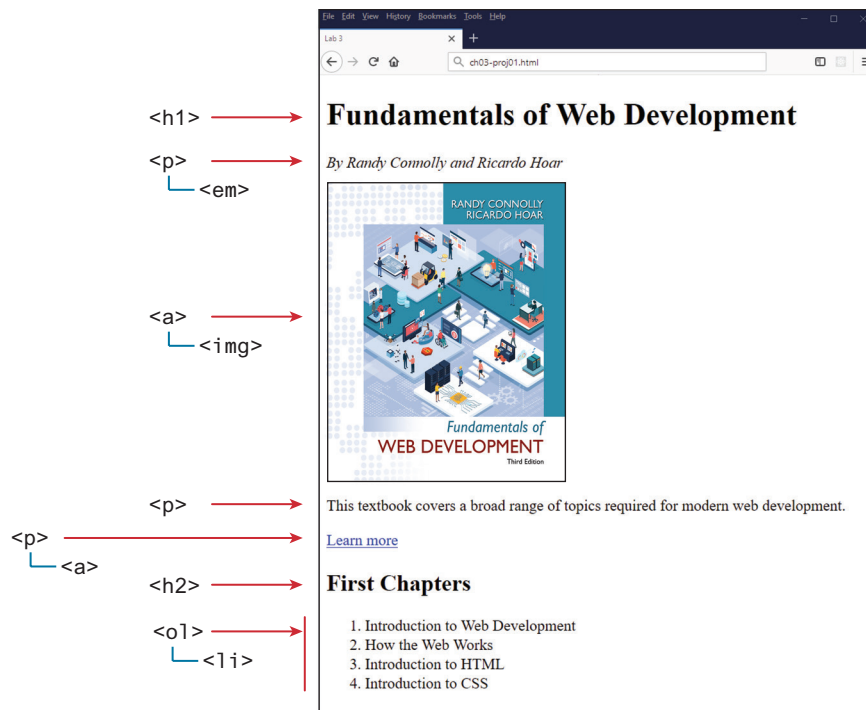 File Edit View History Bookmarks Tools Help
Lab 3
ch03-proj01.html
<h1>
Fundamentals of Web Development
<p>
<em>
By Randy Connolly and Ricardo Hoar
RANDY CONNOLLY
RICARDO HOAR
<a>
<img>
Fundamentals of
WEB DEVELOPMENT
Third Edition
<p>
This textbook covers a broad range of topics required for modern web development.
<p>
<a>
Learn more
<h2>
First Chapters
<ol>
<li>
1. Introduction to Web Development
2. How the Web Works
3. Introduction to HTML
4. Introduction to CSS